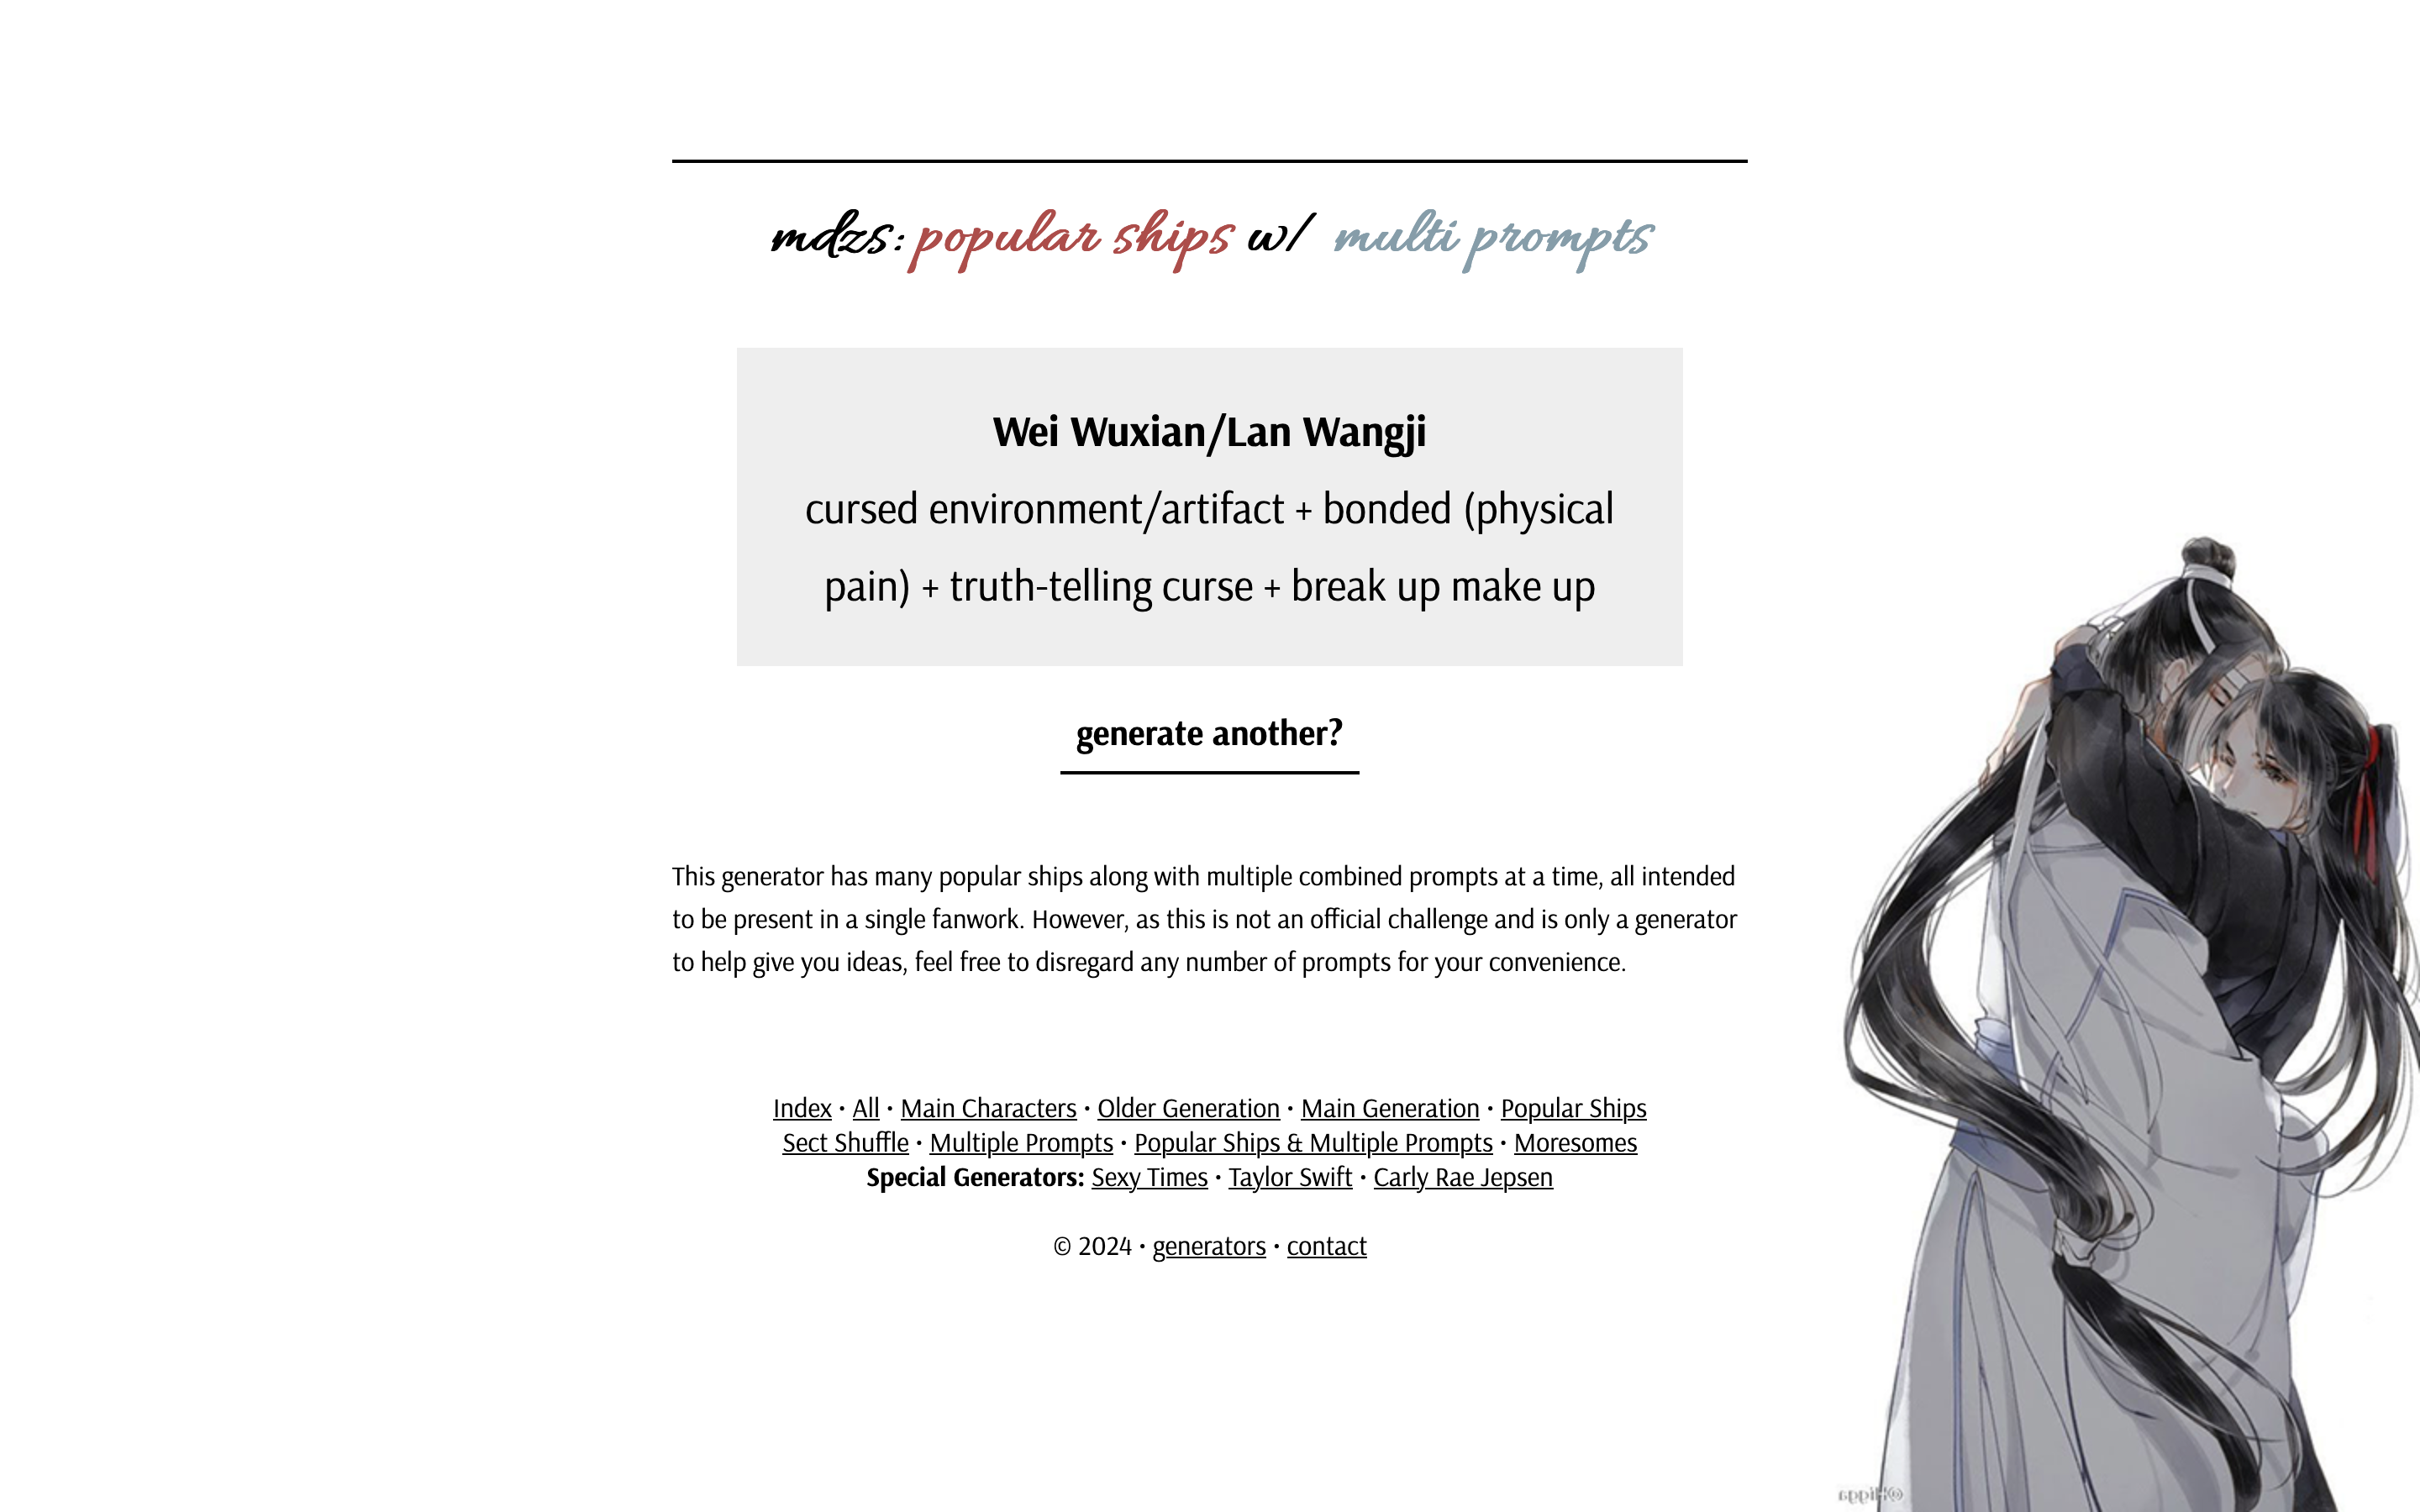 mdzs: popular ships w/ multi prompts
Wei Wuxian/Lan Wangji
cursed environment/artifact + bonded (physical
pain) + truth-telling curse + break up make up
generate another?
This generator has many popular ships along with multiple combined prompts at a time, all intended
to be present in a single fanwork. However, as this is not an official challenge and is only a generator
to help give you ideas, feel free to disregard any number of prompts for your convenience.
Index • All • Main Characters • Older Generation • Main Generation • Popular Ships
Sect Shuffle • Multiple Prompts • Popular Ships & Multiple Prompts • Moresomes
Special Generators: Sexy Times • Taylor Swift • Carly Rae Jepsen
© 2024 • generators • contact